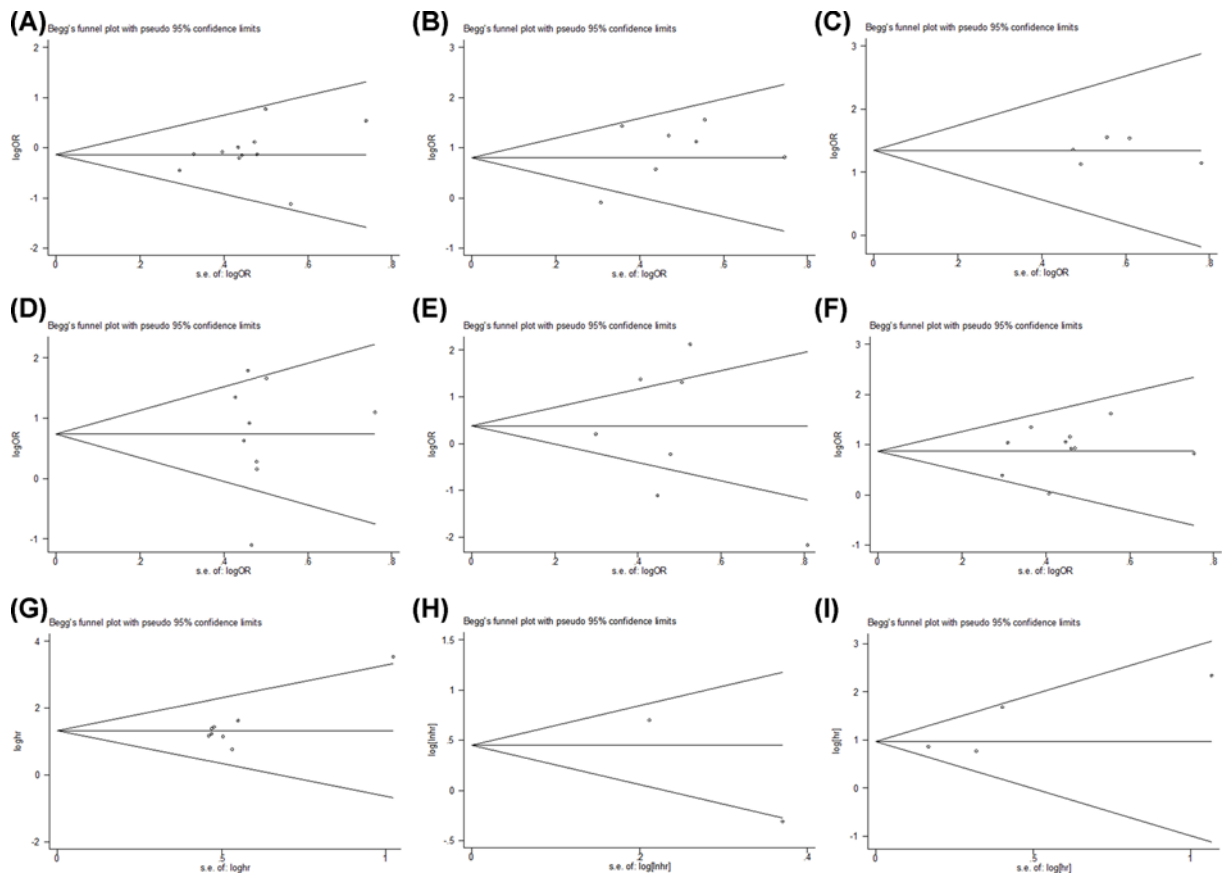 (A)
Begg's funnel plot with pseudo 95% confidence limits
logOR
2
1
0
-1
-2
0 .2 .4 .6 .8
s.e. of: logOR
(B)
Begg's funnel plot with pseudo 95% confidence limits
logOR
3
2
1
0
-1
0 .2 .4 .6 .8
s.e. of: logOR
(C)
Begg's funnel plot with pseudo 95% confidence limits
logOR
3
2
1
0
0 .2 .4 .6 .8
s.e. of: logOR
(D)
Begg's funnel plot with pseudo 95% confidence limits
logOR
2
1
0
-1
0 .2 .4 .6 .8
s.e. of: logOR
(E)
Begg's funnel plot with pseudo 95% confidence limits
logOR
2
1
0
-1
-2
0 .2 .4 .6 .8
s.e. of: logOR
(F)
Begg's funnel plot with pseudo 95% confidence limits
logOR
3
2
1
0
-1
0 .2 .4 .6 .8
s.e. of: logOR
(G)
Begg's funnel plot with pseudo 95% confidence limits
loghr
4
2
0
-2
0 .5 1
s.e. of: loghr
(H)
Begg's funnel plot with pseudo 95% confidence limits
log[lnhr]
1.5
1
.5
0
-.5
0 .2 .4
s.e. of: log[lnhr]
(I)
Begg's funnel plot with pseudo 95% confidence limits
log[hr]
3
2
1
0
-1
0 .5 1
s.e. of: log[hr]